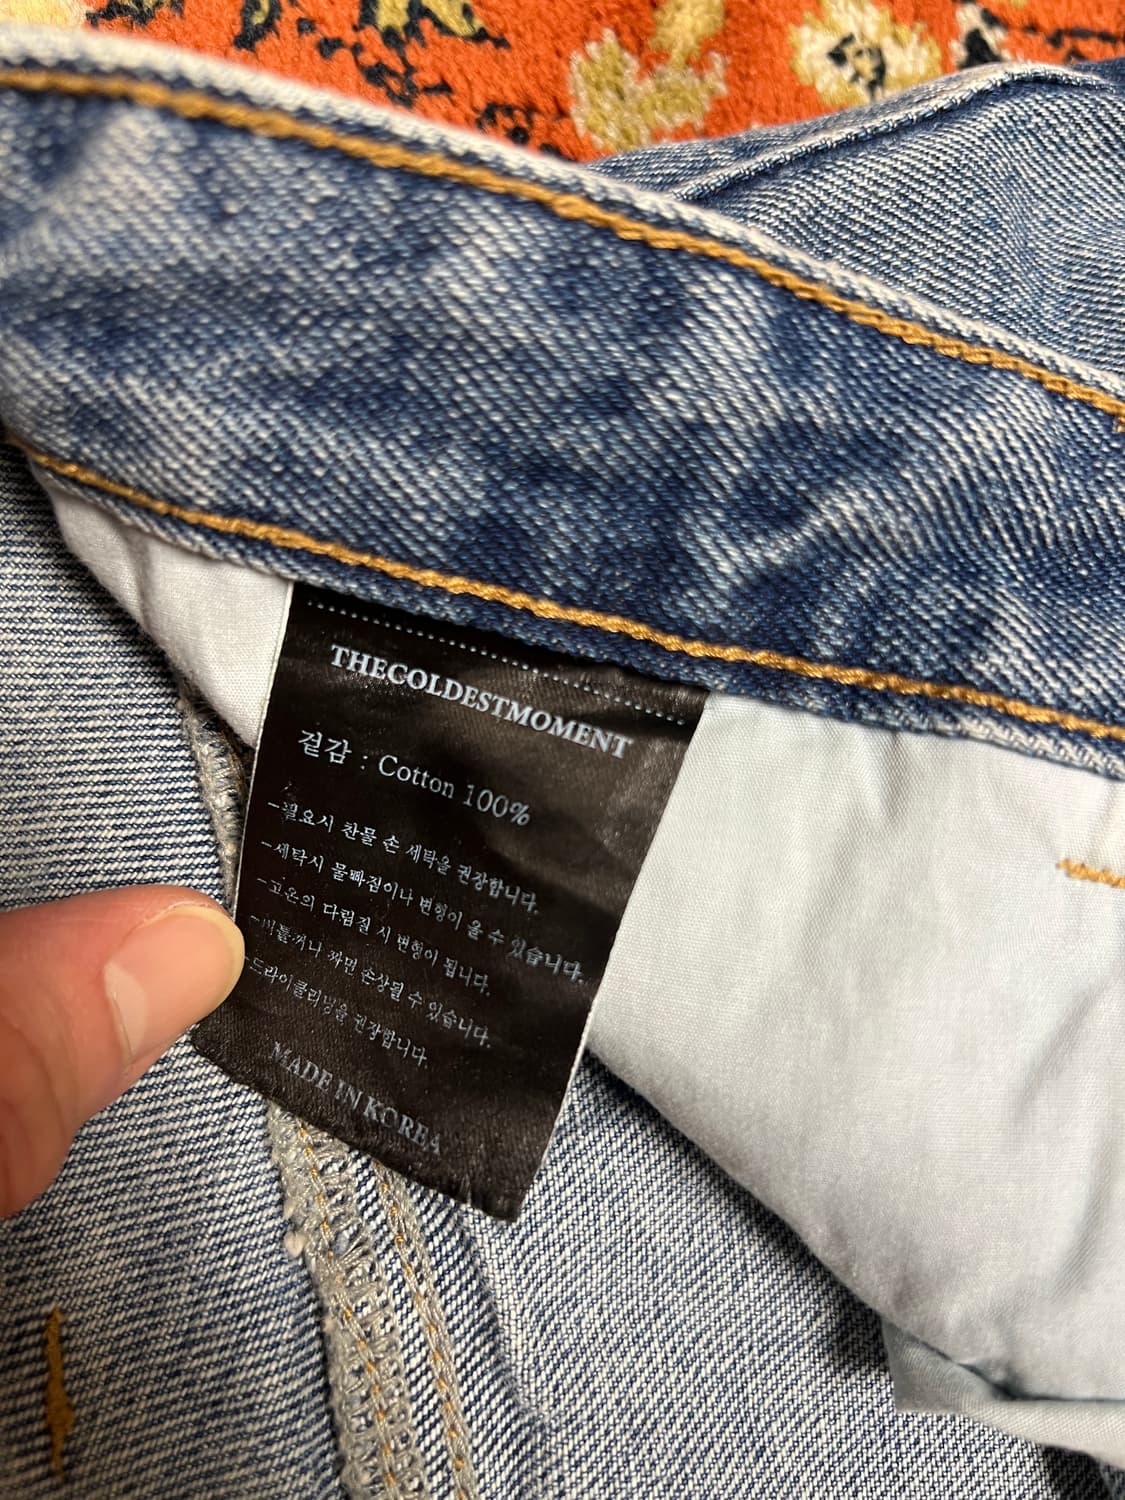 THECOLDESTMOMENT
겉감 : Cotton 100%
-필요시 찬물 손 세탁을 권장합니다.
-세탁시 물빠짐이나 변형이 올 수 있습니다.
-고온의 다림질 시 변형이 됩니다.
-비틀거나 짜면 손상될 수 있습니다.
-드라이클리닝을 권장합니다.
MADE IN KOREA